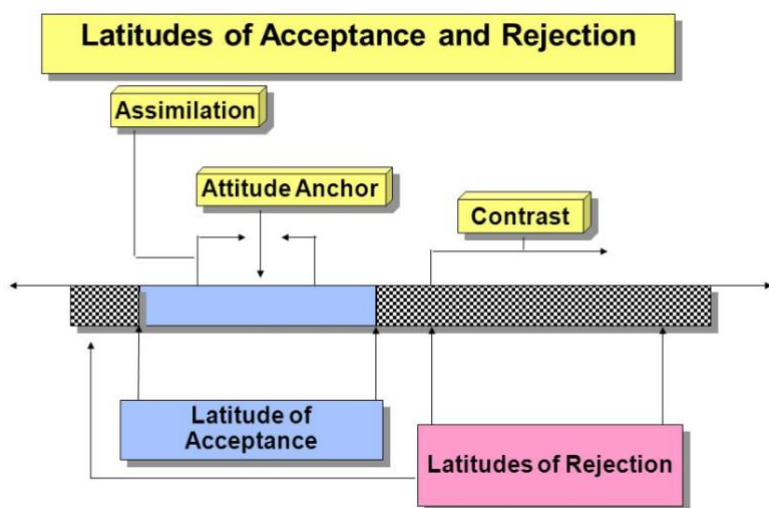 Latitudes of Acceptance and Rejection
Assimilation
Attitude Anchor
Contrast
Latitude of
Acceptance
Latitudes of Rejection